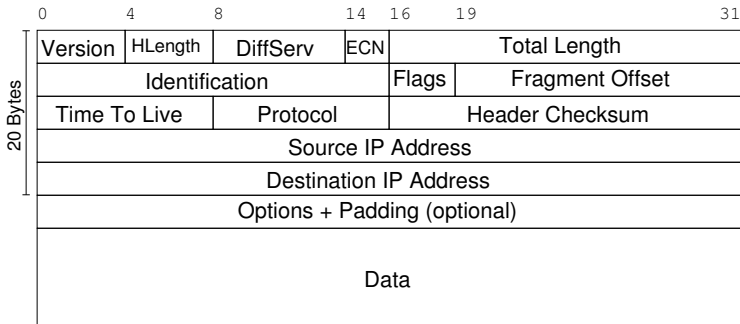 0 4 8 14 16 19 31
Version HLength DiffServ ECN Total Length
Identification Flags Fragment Offset
Time To Live Protocol Header Checksum
Source IP Address
Destination IP Address
20 Bytes
Options + Padding (optional)
Data